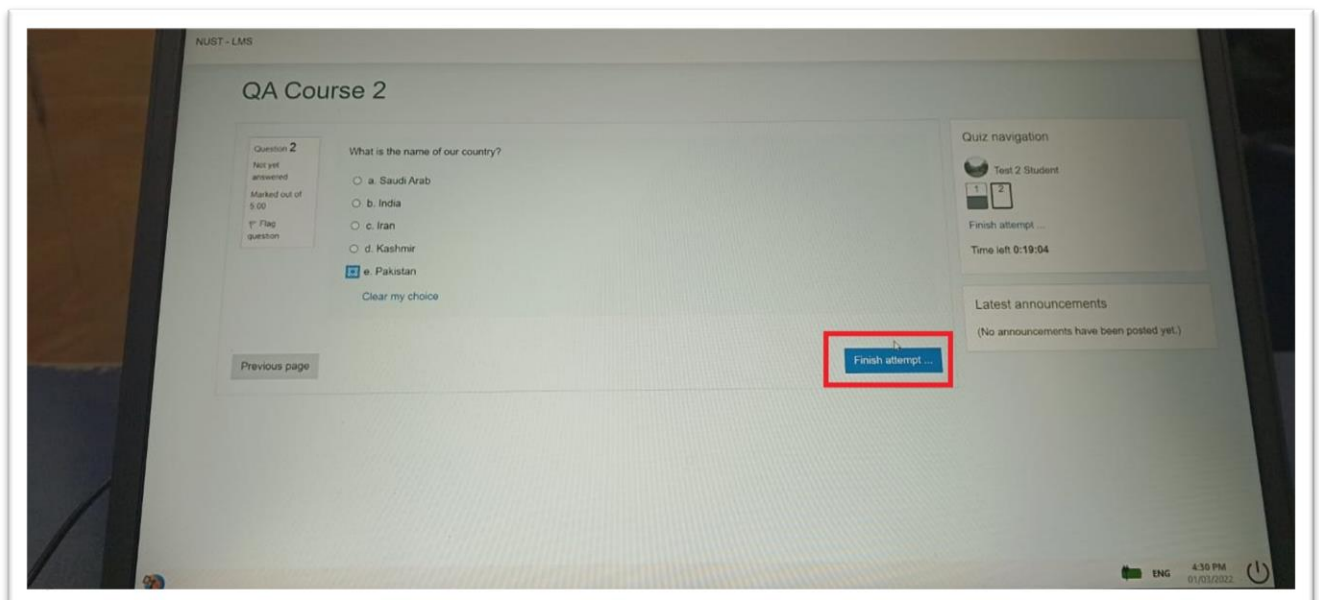 NUST - LMS
QA Course 2
Question 2
Not yet
answered
Marked out of
5.00
Flag
question
What is the name of our country?
a. Saudi Arab
b. India
c. Iran
d. Kashmir
e. Pakistan
Clear my choice
Previous page
Finish attempt ...
Quiz navigation
Test 2 Student
1 2
Finish attempt ...
Time left 0:19:04
Latest announcements
(No announcements have been posted yet.)
ENG
4:30 PM
01/03/2022